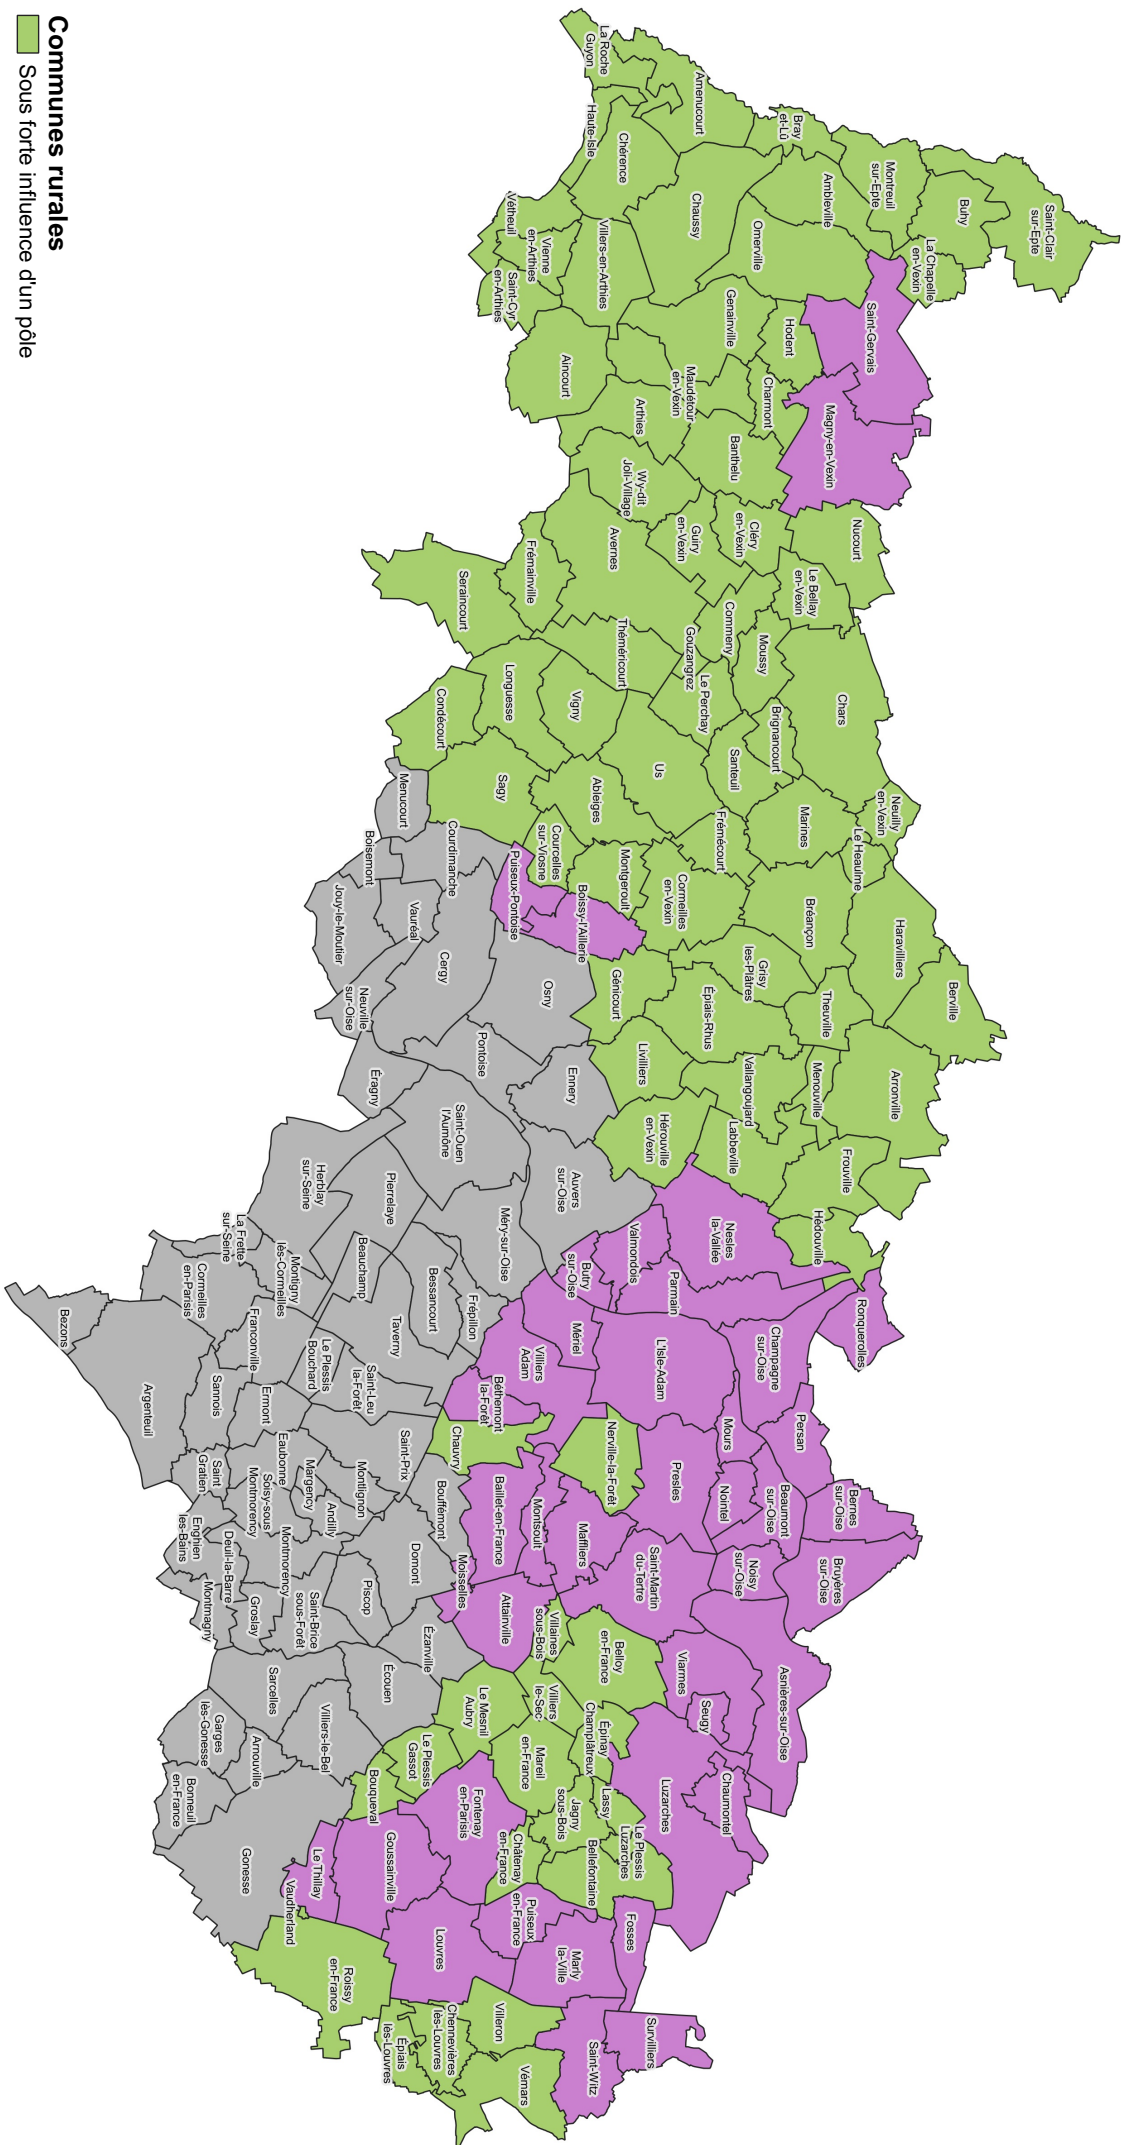 Communes rurales
Sous forte influence d'un pôle
Saint-Clair
sur-Epte
Buhy
La Chapelle
en-Vexin
Montreuil
sur-Epte
Bray
et-Lû
Ambleville
Amenucourt
La Roche
Guyon
Haute-Isle
Chérence
Chaussy
Omerville
Saint-Gervais
Magny-en-Vexin
Hodent
Genainville
Charmont
Villers-en-Arthies
Vétheuil
Vienne
en-Arthies
Saint-Cyr
en-Arthies
Aincourt
Maudétour
en-Vexin
Arthies
Banthelu
Wy-dit
Joli-Village
Nucourt
Cléry
en-Vexin
Guiry
en-Vexin
Avernes
Le Bellay
en-Vexin
Frémainville
Seraincourt
Commeny
Moussy
Gouzangrez
Théméricourt
Le Perchay
Chars
Brignancourt
Santeuil
Longuesse
Vigny
Condécourt
Us
Ableiges
Sagy
Neuilly
en-Vexin
Marines
Le Heaulme
Frémécourt
Courcelles
sur-Viosne
Montgeroult
Cormeilles
en-Vexin
Bréançon
Haravilliers
Berville
Menucourt
Courdimanche
Boisemont
Puiseux-Pontoise
Boissy-l'Aillerie
Vauréal
Jouy-le-Moutier
Cergy
Neuville
sur-Oise
Osny
Génicourt
Grisy
les-Plâtres
Épiais-Rhus
Theuville
Arronville
Menouville
Vallangoujard
Livilliers
Pontoise
Ennery
Éragny
Saint-Ouen
l'Aumône
Hérouville
en-Vexin
Labbeville
Frouville
Hédouville
Auvers
sur-Oise
Nesles
la-Vallée
Valmondois
Butry
sur-Oise
Parmain
Ronquerolles
Champagne
sur-Oise
Herblay
sur-Seine
Pierrelaye
Méry-sur-Oise
La Frette
sur-Seine
Montigny
lès-Cormeilles
Cormeilles
en-Parisis
Beauchamp
Bessancourt
Frépillon
Taverny
Mériel
Villiers
Adam
L'Isle-Adam
Persan
Mours
Bezons
Argenteuil
Franconville
Sannois
Ermont
Le Plessis
Bouchard
Saint-Leu
la-Forêt
Béthemont
la-Forêt
Chauvry
Saint-Prix
Nerville-la-Forêt
Presles
Nointel
Beaumont
sur-Oise
Bernes
sur-Oise
Bruyères
sur-Oise
Noisy
sur-Oise
Saint
Gratien
Eaubonne
Soisy-sous
Montmorency
Margency
Montlignon
Andilly
Bouffémont
Baillet-en-France
Montsoult
Maffliers
Saint-Martin
du-Tertre
Enghien
les-Bains
Deuil-la-Barre
Montmorency
Montmagny
Groslay
Saint-Brice
sous-Forêt
Piscop
Domont
Moisselles
Ézanville
Attainville
Villaines
sous-Bois
Belloy
en-France
Viarmes
Seugy
Asnières-sur-Oise
Sarcelles
Écouen
Le Mesnil
Aubry
Villiers
le-Sec
Épinay
Champlâtreux
Mareil
en-France
Luzarches
Chaumontel
Garges
lès-Gonesse
Arnouville
Villiers-le-Bel
Le Plessis
Gassot
Bouqueval
Fontenay
en-Parisis
Jagny
sous-Bois
Lassy
Le Plessis
Luzarches
Bellefontaine
Châtenay
en-France
Bonneuil
en-France
Gonesse
Le Thillay
Vaudherland
Goussainville
Louvres
Puiseux
en-France
Marly
la-Ville
Fosses
Roissy
en-France
Épiais
lès-Louvres
Chennevières
lès-Louvres
Villeron
Vémars
Saint-Witz
Survilliers